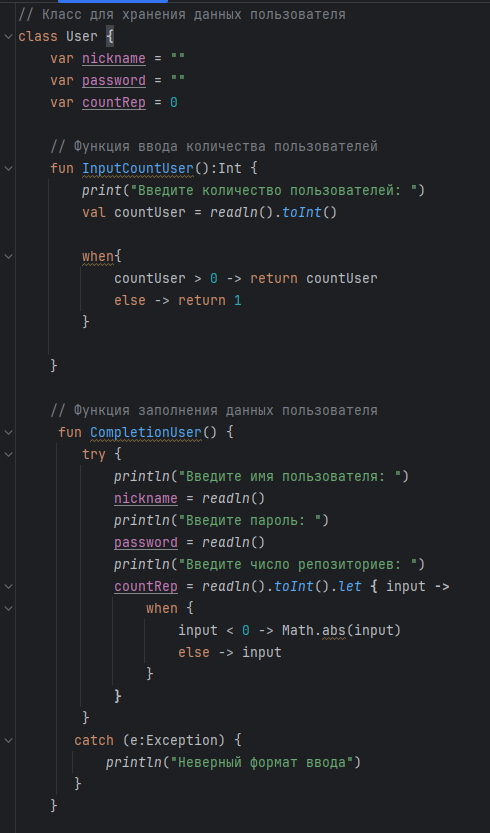 // Класс для хранения данных пользователя
class User {
    var nickname = ""
    var password = ""
    var countRep = 0
    // Функция ввода количества пользователей
    fun InputCountUser():Int {
        print("Введите количество пользователей: ")
        val countUser = readln().toInt()
        when{
            countUser > 0 -> return countUser
            else -> return 1
        }
    }
    // Функция заполнения данных пользователя
     fun CompletionUser() {
        try {
            println("Введите имя пользователя: ")
            nickname = readln()
            println("Введите пароль: ")
            password = readln()
            println("Введите число репозиториев: ")
            countRep = readln().toInt().let { input ->
                when {
                    input < 0 -> Math.abs(input)
                    else -> input
                }
            }
        }
       catch (e:Exception) {
           println("Неверный формат ввода")
       }
    }